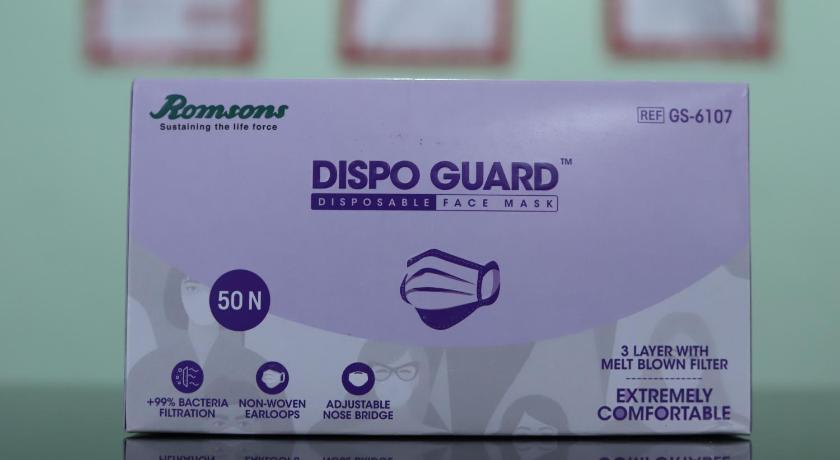 Romsons
Sustaining the life force
REF GS-6107
DISPO GUARD™
DISPOSABLE FACE MASK
50 N
+99% BACTERIA
FILTRATION
NON-WOVEN
EARLOOPS
ADJUSTABLE
NOSE BRIDGE
3 LAYER WITH
MELT BLOWN FILTER
EXTREMELY
COMFORTABLE